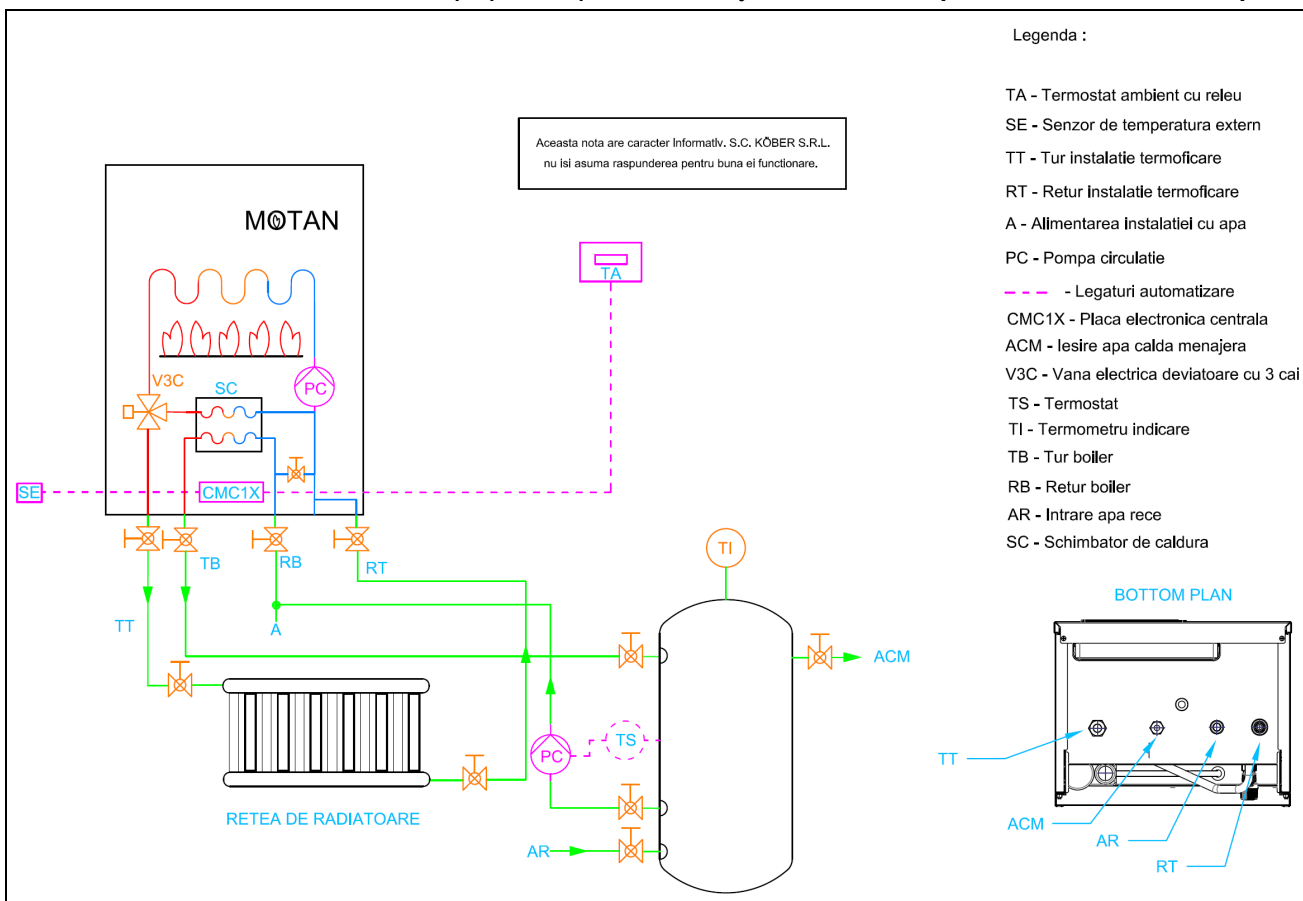 Legenda :
TA - Termostat ambient cu releu
SE - Senzor de temperatura extern
TT - Tur instalatie termoficare
RT - Retur instalatie termoficare
A - Alimentarea instalatiei cu apa
PC - Pompa circulatie
- Legaturi automatizare
CMC1X - Placa electronica centrala
ACM - Iesire apa calda menajera
V3C - Vana electrica deviatoare cu 3 cai
TS - Termostat
TI - Termometru indicare
TB - Tur boiler
RB - Retur boiler
AR - Intrare apa rece
SC - Schimbator de caldura
Aceasta nota are caracter Informativ. S.C. KÖBER S.R.L.
nu isi asuma raspunderea pentru buna ei functionare.
MOTAN
TA
V3C
SC
PC
SE
CMC1X
TB
RB
RT
TI
TT
A
ACM
PC
TS
RETEA DE RADIATOARE
AR
BOTTOM PLAN
TT
ACM
AR
RT